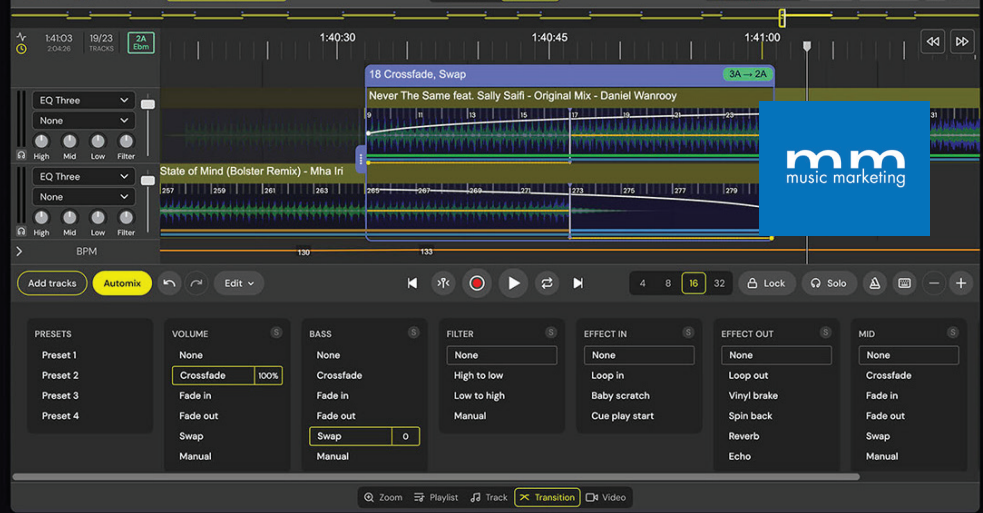 1:41:03
2:04:26
19/23
TRACKS
2A
Ebm
1:40:30
1:40:45
1:41:00
18 Crossfade, Swap
3A → 2A
Never The Same feat. Sally Saifi - Original Mix - Daniel Wanrooy
9 11 13 15 17 19 21 23 31
EQ Three
None
High Mid Low Filter
State of Mind (Bolster Remix) - Mha Iri
257 259 261 263 265 267 269 271 273 275 277 279
EQ Three
None
High Mid Low Filter
BPM
130
133
mm
music marketing
Add tracks
Automix
Edit
4 8 16 32
Lock
Solo
PRESETS
Preset 1
Preset 2
Preset 3
Preset 4
VOLUME
S
None
Crossfade 100%
Fade in
Fade out
Swap
Manual
BASS
S
None
Crossfade
Fade in
Fade out
Swap 0
Manual
FILTER
S
None
High to low
Low to high
Manual
EFFECT IN
S
None
Loop in
Baby scratch
Cue play start
EFFECT OUT
S
None
Loop out
Vinyl brake
Spin back
Reverb
Echo
MID
S
None
Crossfade
Fade in
Fade out
Swap
Manual
Zoom
Playlist
Track
Transition
Video